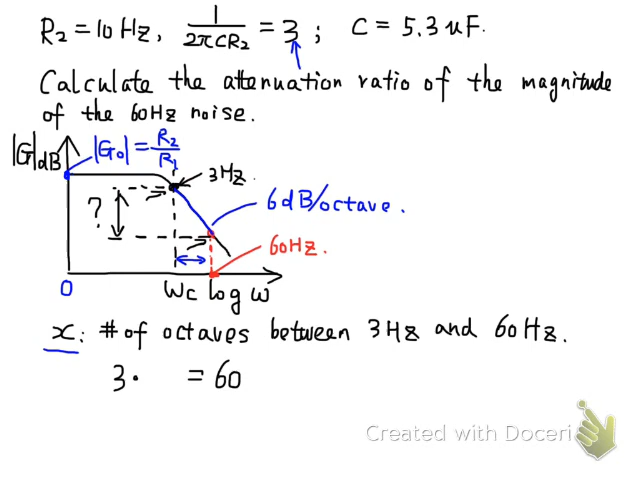 R2 = 10 Hz, 1/(2πCR2) = 3 ; C = 5.3 uF.
Calculate the attenuation ratio of the magnitude
of the 60Hz noise.
|G|dB
|G0| = R2/R1
3Hz.
?
6dB/octave.
60Hz.
0
Wc
log ω
x: # of octaves between 3Hz and 60Hz.
3· = 60
Created with Doceri